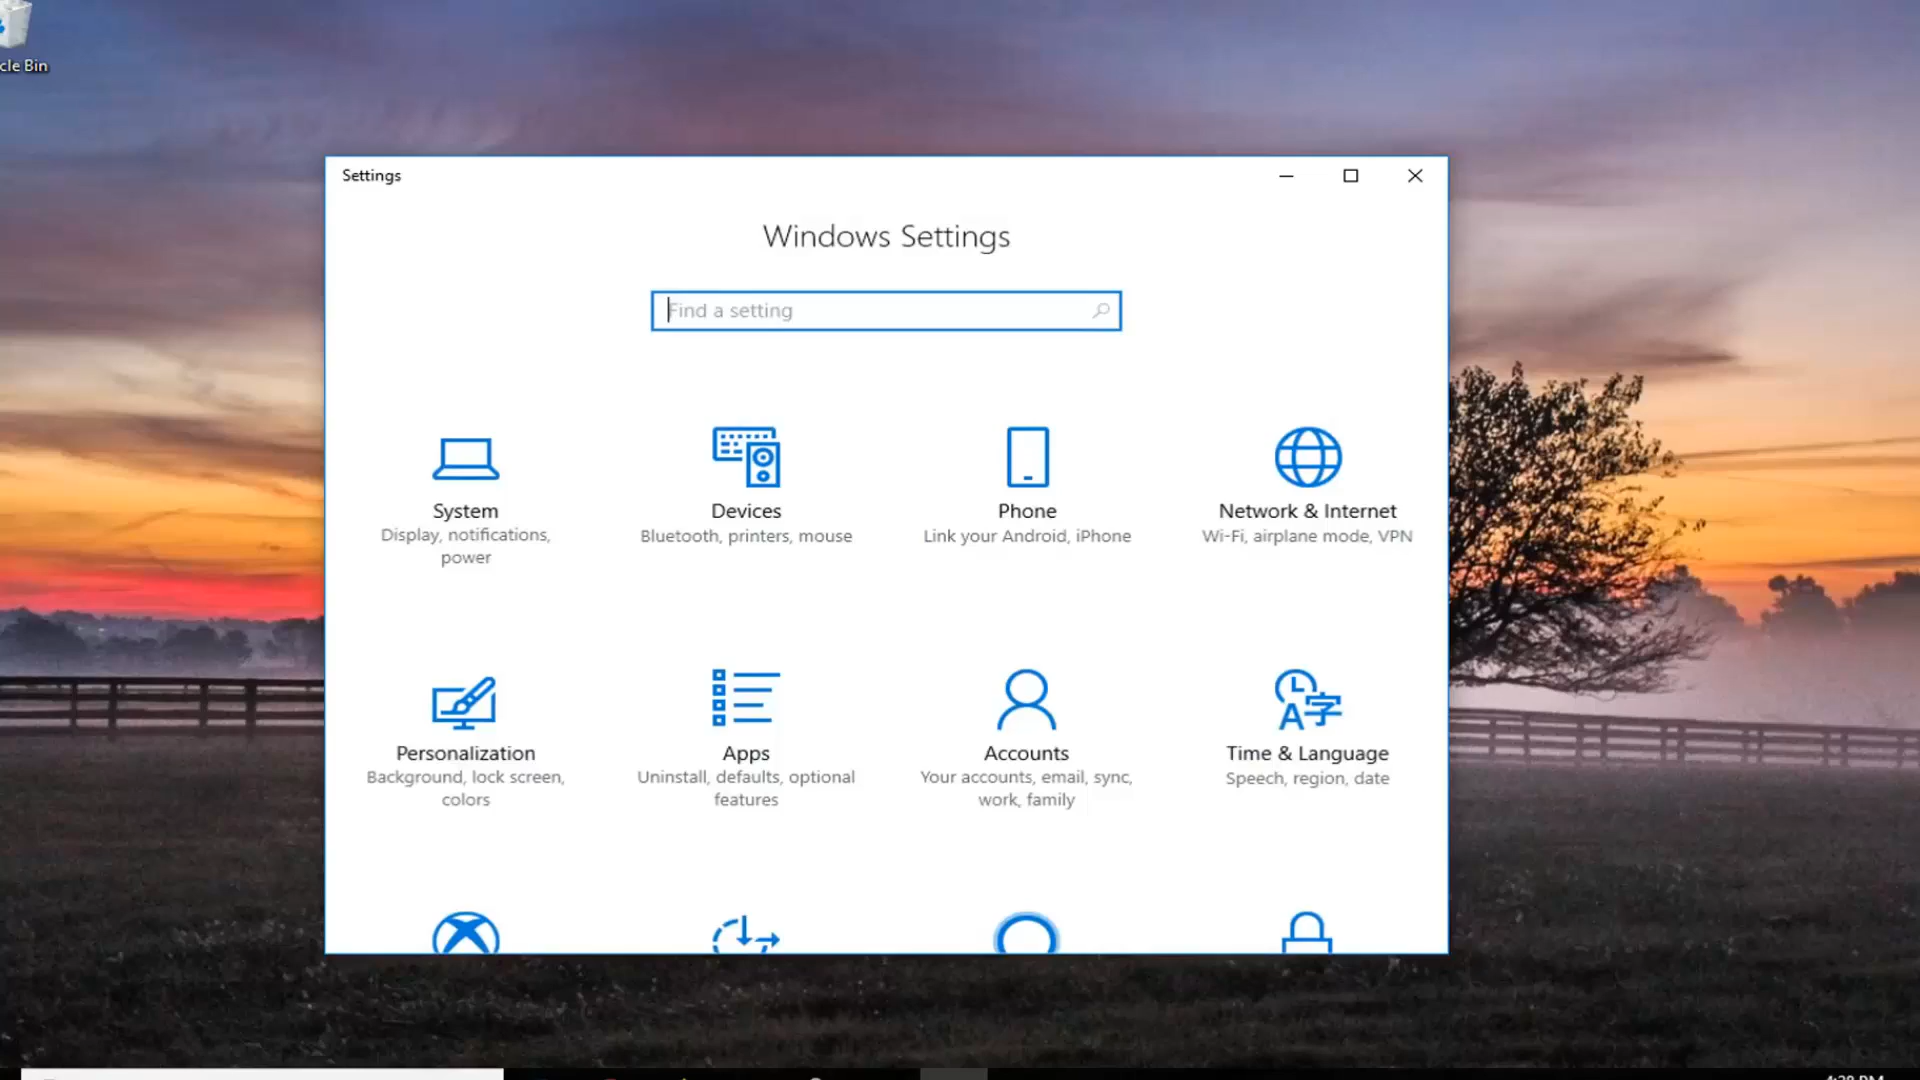 cle Bin
Settings
Windows Settings
Find a setting
System
Display, notifications,
power
Devices
Bluetooth, printers, mouse
Phone
Link your Android, iPhone
Network & Internet
Wi-Fi, airplane mode, VPN
Personalization
Background, lock screen,
colors
Apps
Uninstall, defaults, optional
features
Accounts
Your accounts, email, sync,
work, family
Time & Language
Speech, region, date